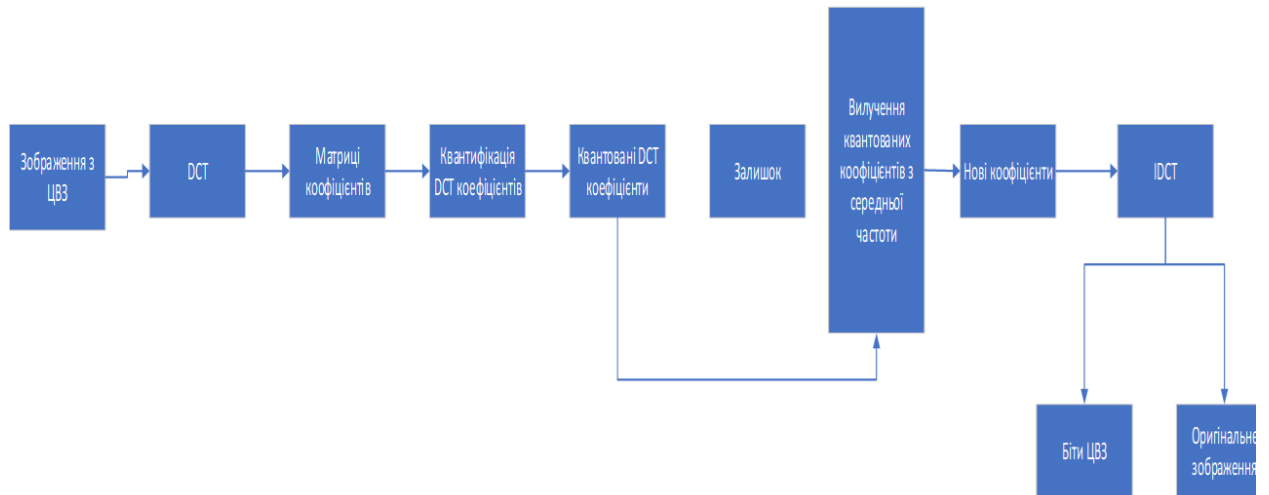 Зображення з
ЦВЗ
DCT
Матриці
коофіцієнтів
Квантифікація
DCT коефіцієнтів
Квантовані DCT
коефіцієнти
Залишок
Вилучення
квантованих
коофіцієнтів з
середньої
частоти
Нові коофіцієнти
IDCT
Біти ЦВЗ
Оригінальне
зображення